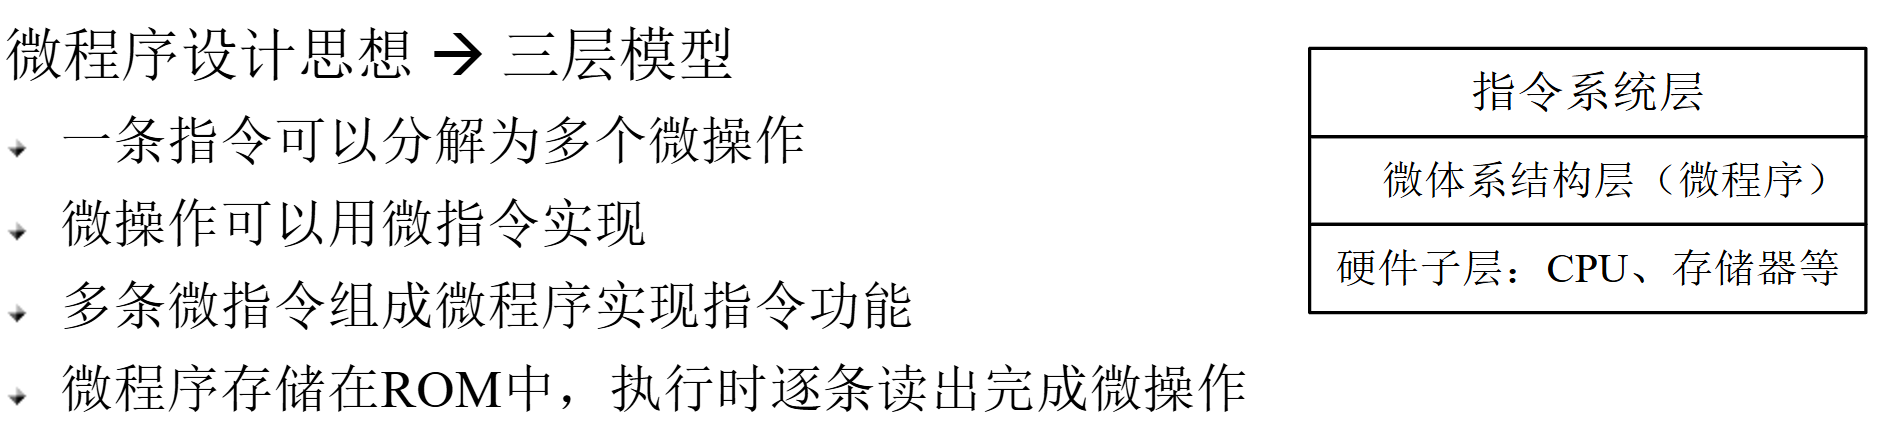 微程序设计思想 → 三层模型
一条指令可以分解为多个微操作
微操作可以用微指令实现
多条微指令组成微程序实现指令功能
微程序存储在ROM中，执行时逐条读出完成微操作
指令系统层
微体系结构层（微程序）
硬件子层：CPU、存储器等